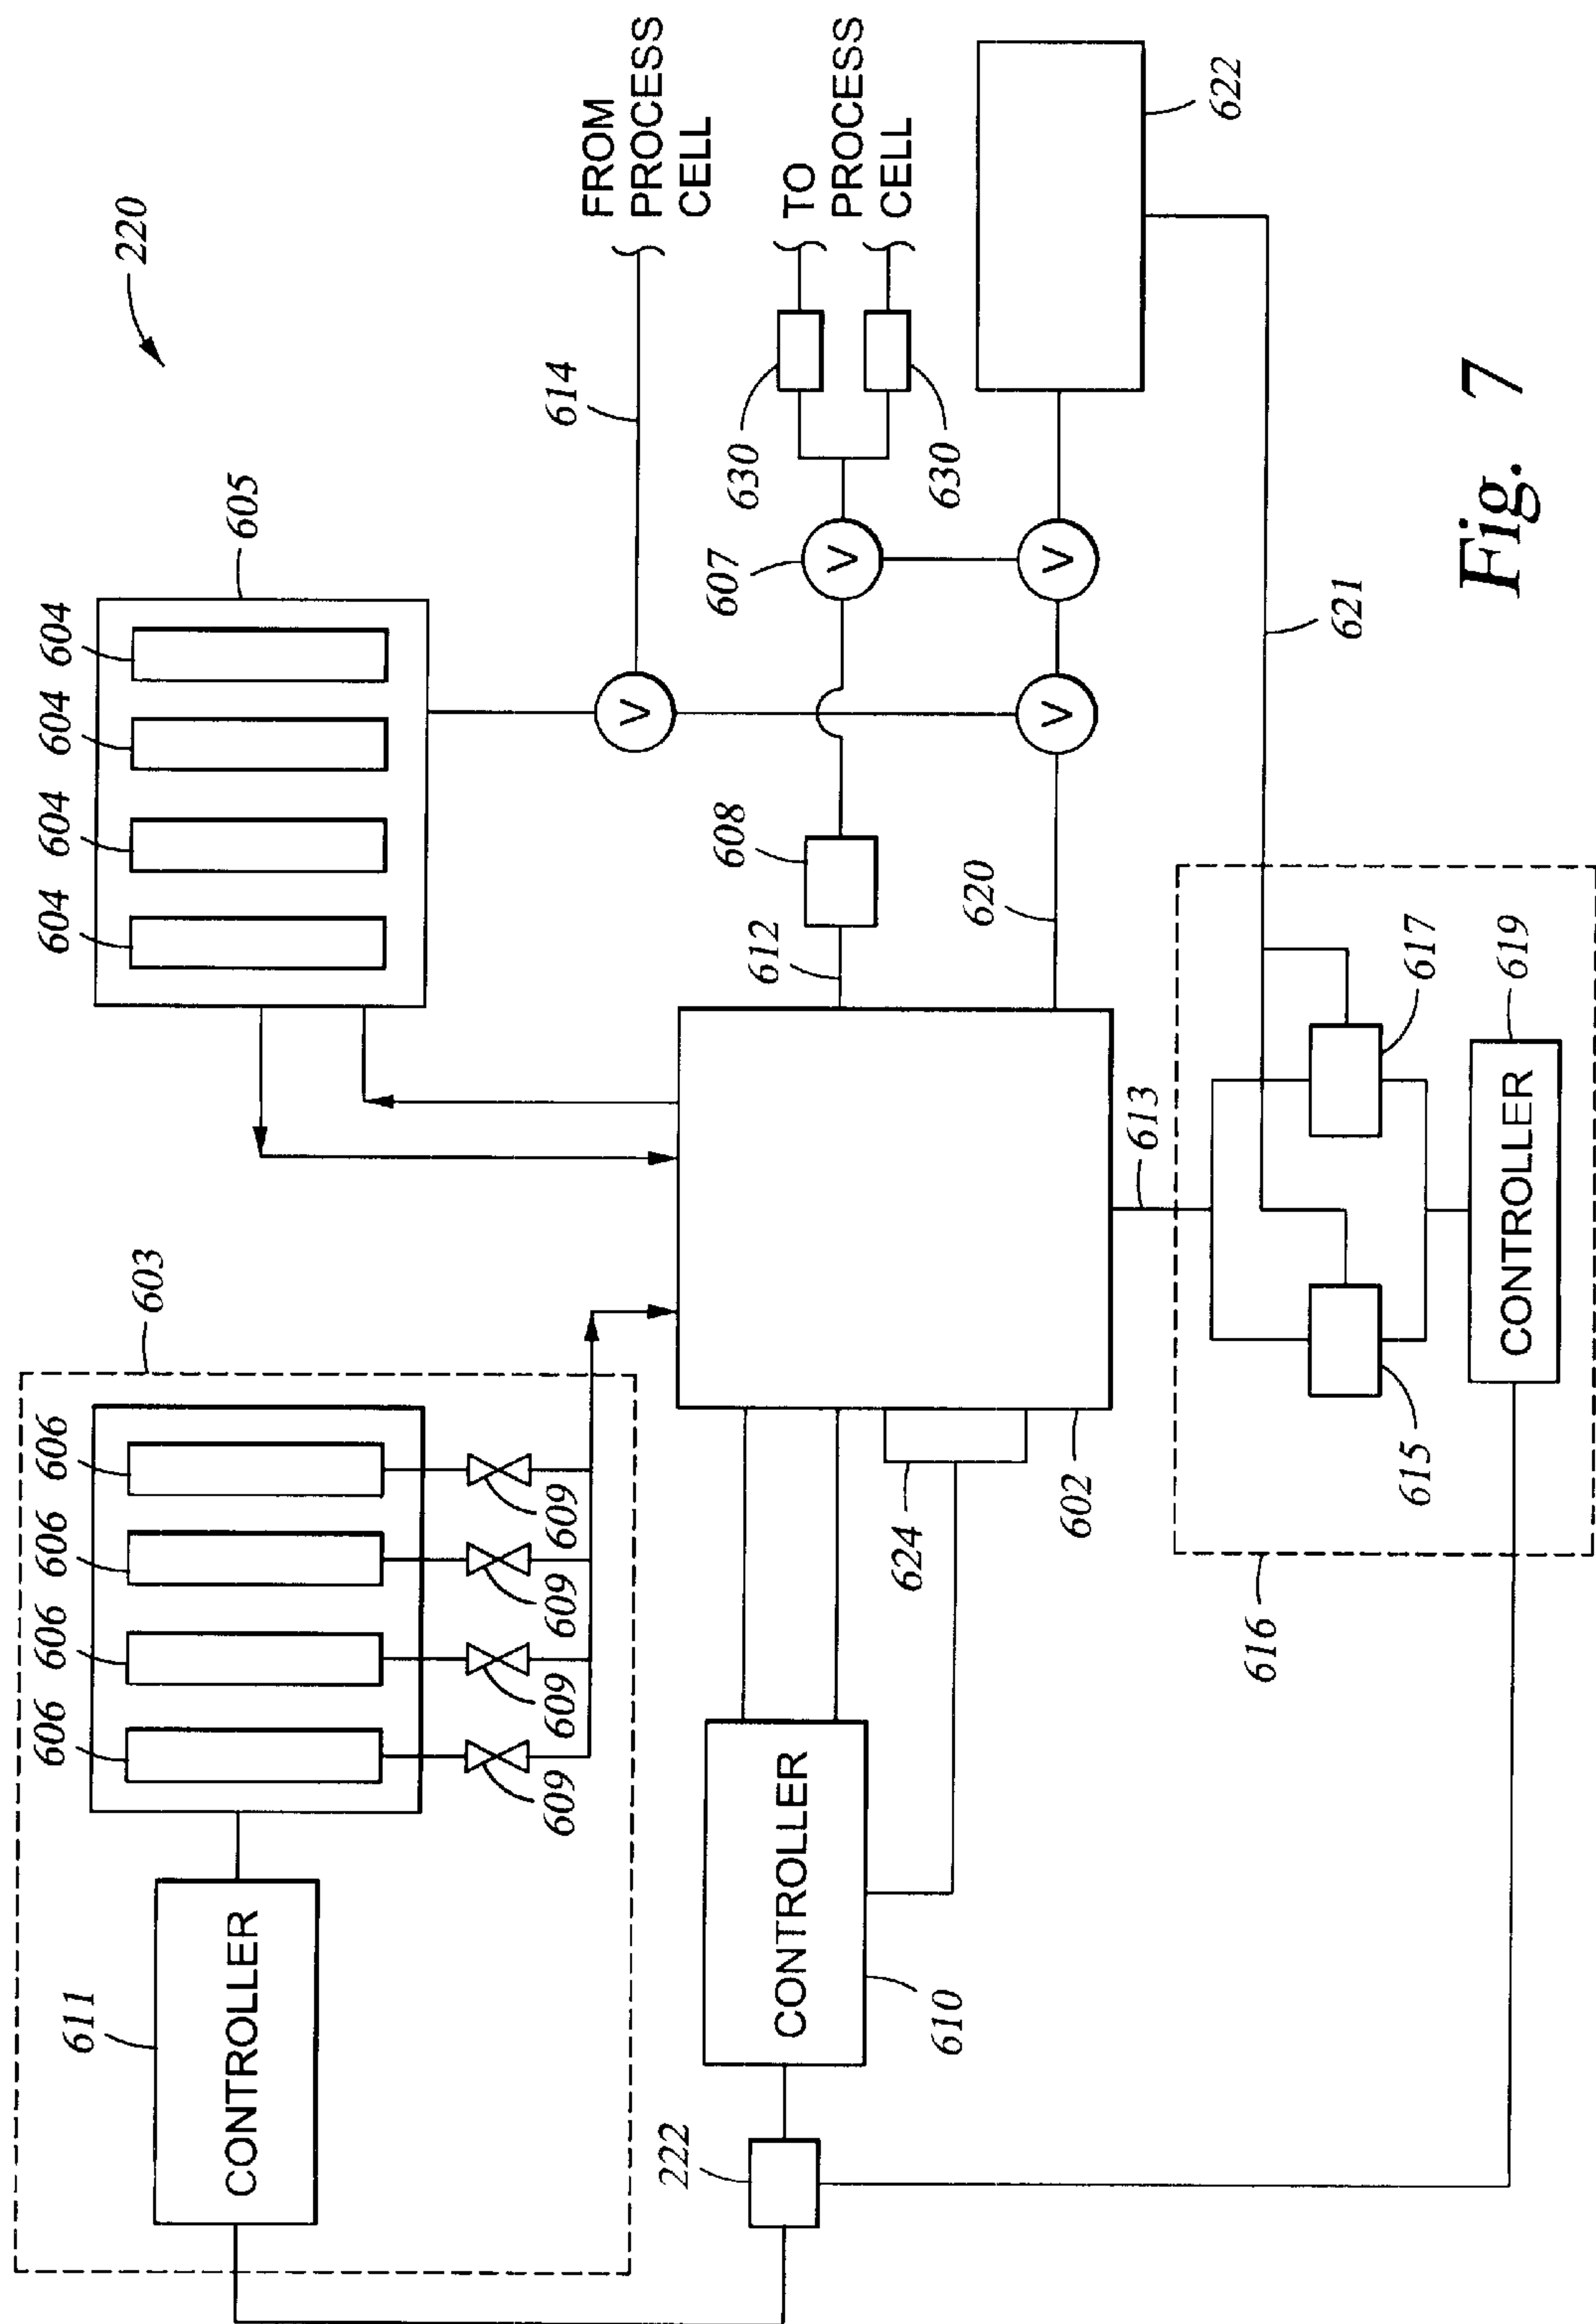 220
606 606 606 606
604 604 604 604
611
603
605
CONTROLLER
609 609 609 609
614
FROM
PROCESS
CELL
222
630
TO
PROCESS
CELL
607
608
CONTROLLER
612
610
624
630
620
602
613
622
616
621
615
617
619
CONTROLLER
V
V
V
V
Fig. 7